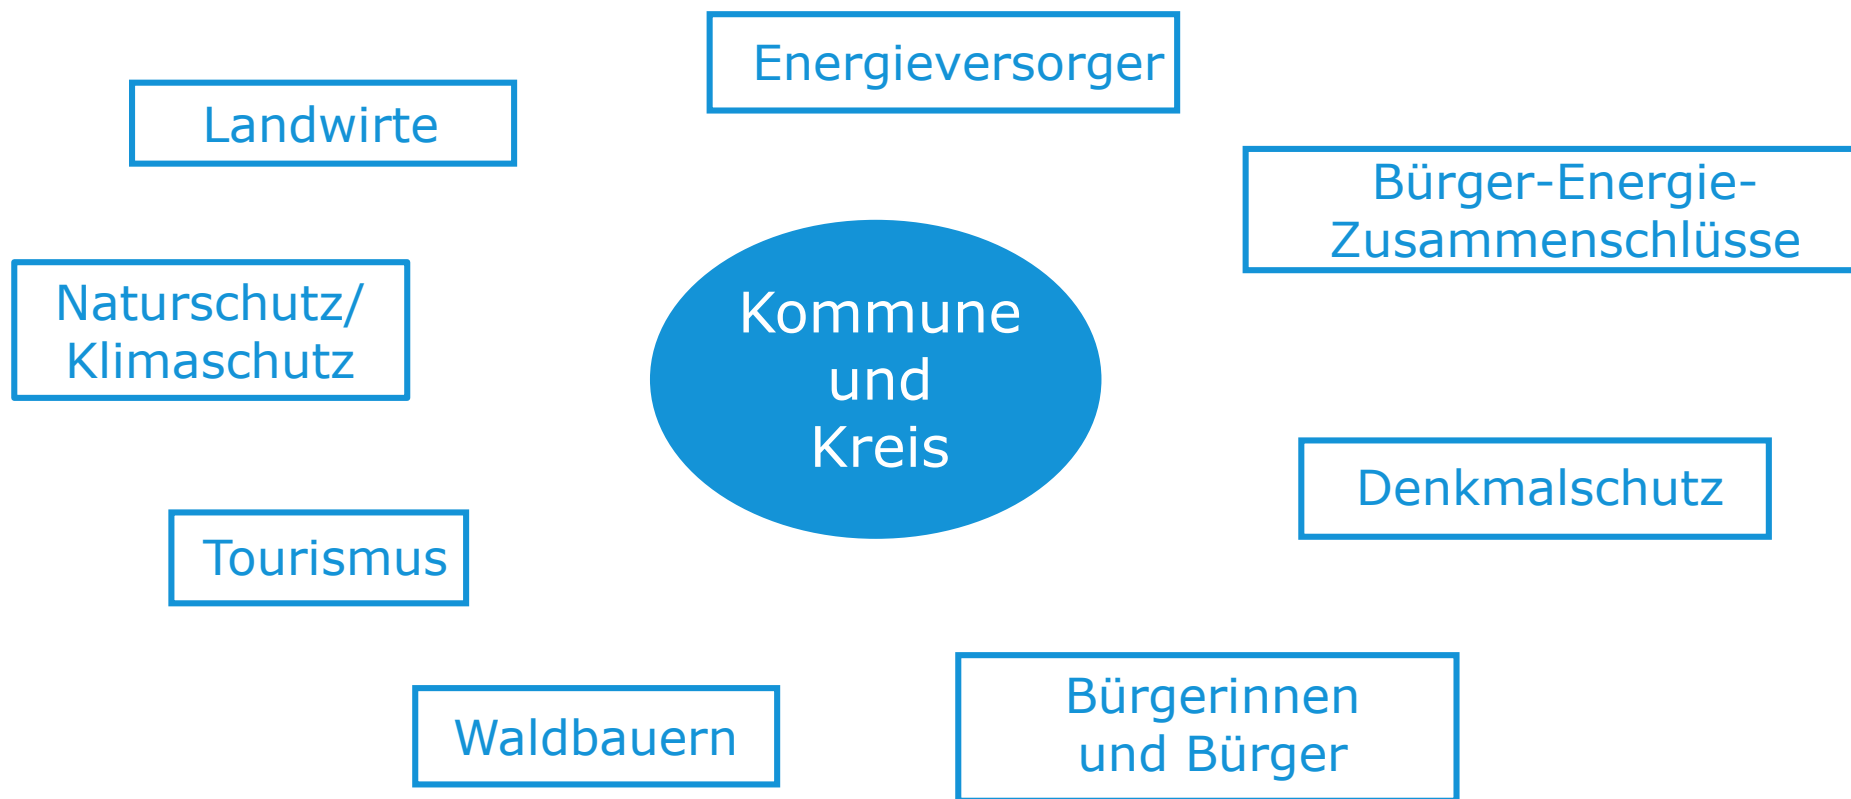 Energieversorger
Landwirte
Bürger-Energie-
Zusammenschlüsse
Naturschutz/
Klimaschutz
Kommune
und
Kreis
Denkmalschutz
Tourismus
Waldbauern
Bürgerinnen
und Bürger